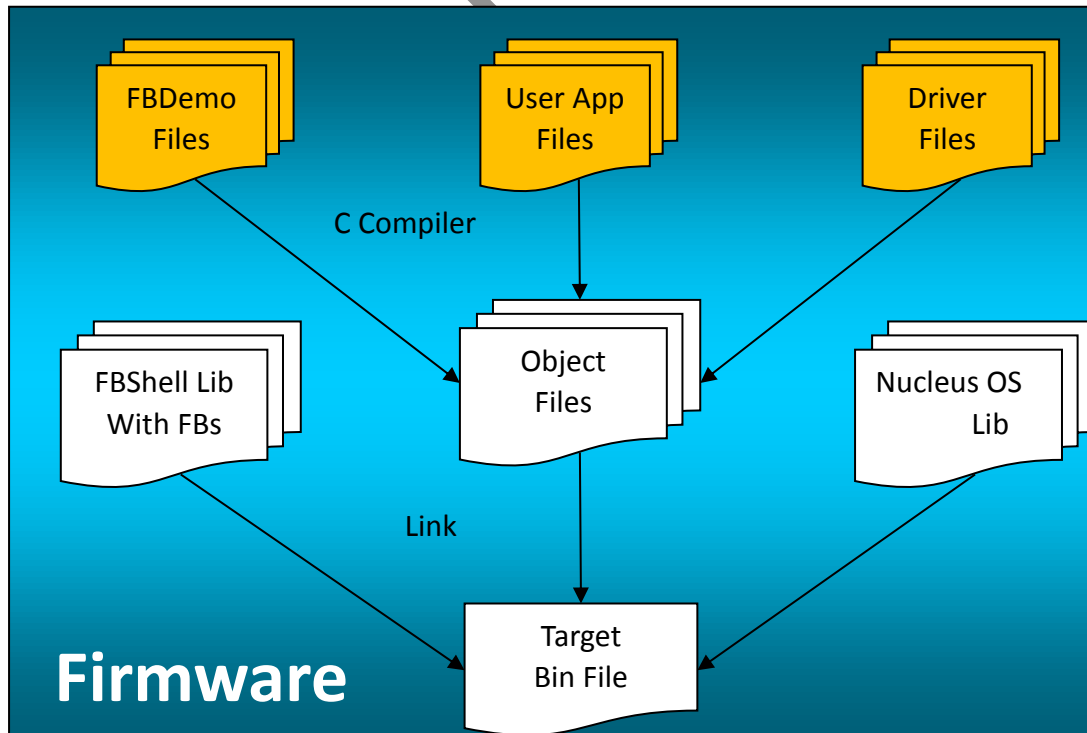 FBDemo
Files
User App
Files
Driver
Files
C Compiler
FBShell Lib
With FBs
Object
Files
Nucleus OS
Lib
Link
Target
Bin File
Firmware